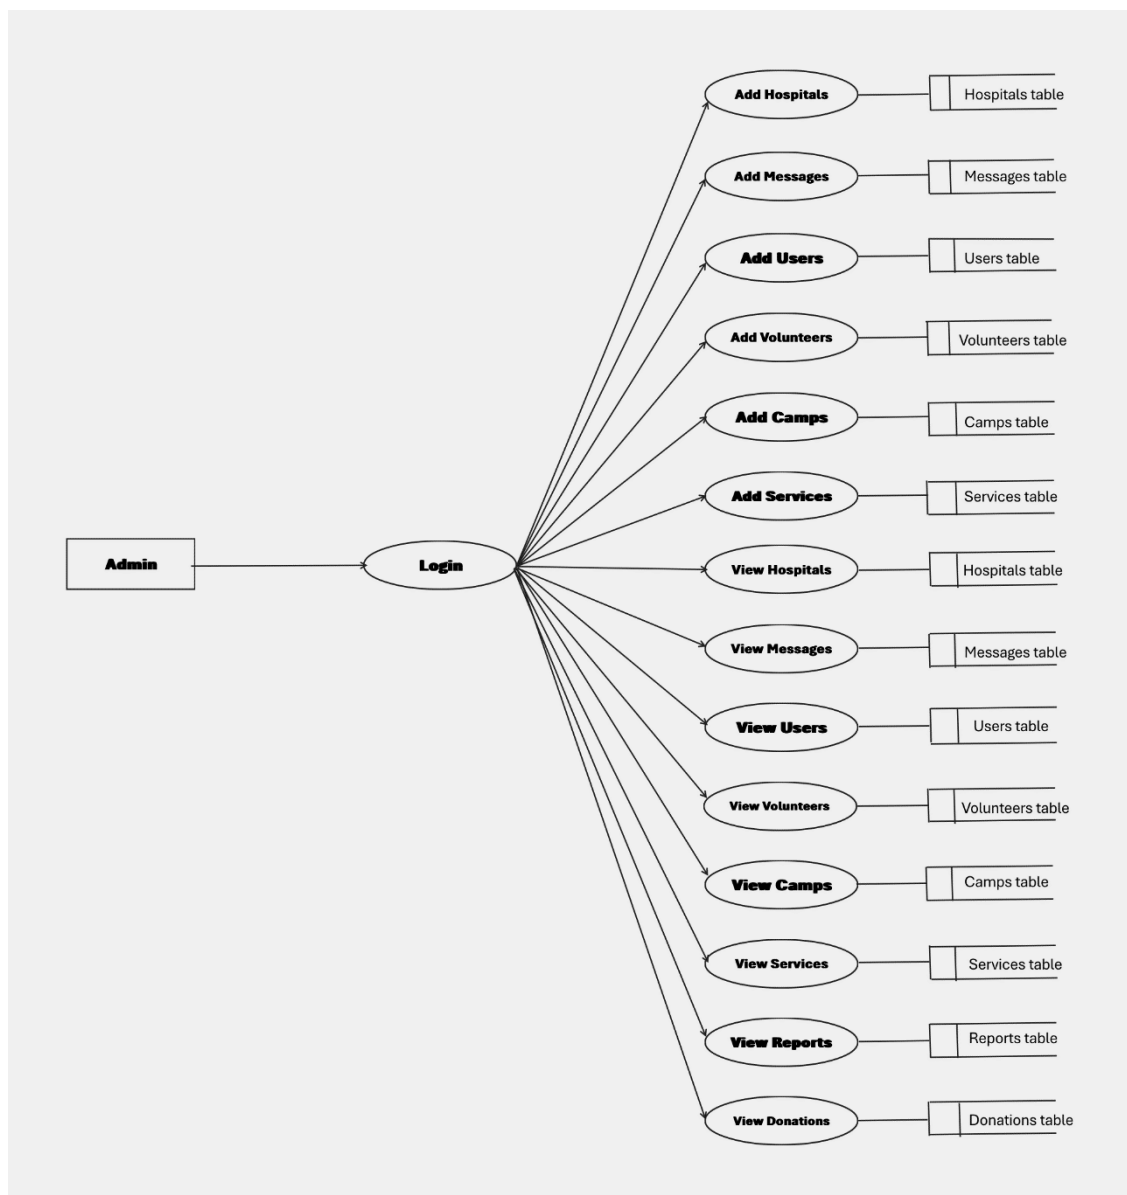 Add Hospitals
Hospitals table
Add Messages
Messages table
Add Users
Users table
Add Volunteers
Volunteers table
Add Camps
Camps table
Add Services
Services table
Admin
Login
View Hospitals
Hospitals table
View Messages
Messages table
View Users
Users table
View Volunteers
Volunteers table
View Camps
Camps table
View Services
Services table
View Reports
Reports table
View Donations
Donations table